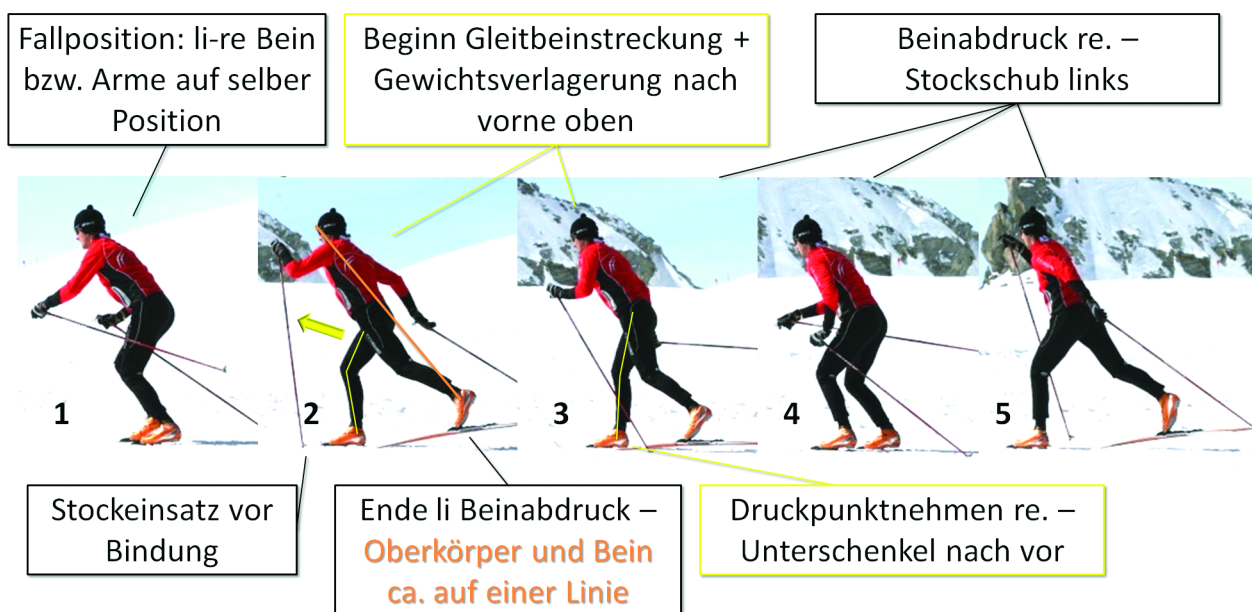 Fallposition: li-re Bein
bzw. Arme auf selber
Position
Beginn Gleitbeinstreckung +
Gewichtsverlagerung nach
vorne oben
Beinabdruck re. –
Stockschub links
1
2
3
4
5
Stockeinsatz vor
Bindung
Ende li Beinabdruck –
Oberkörper und Bein
ca. auf einer Linie
Druckpunktnehmen re. –
Unterschenkel nach vor